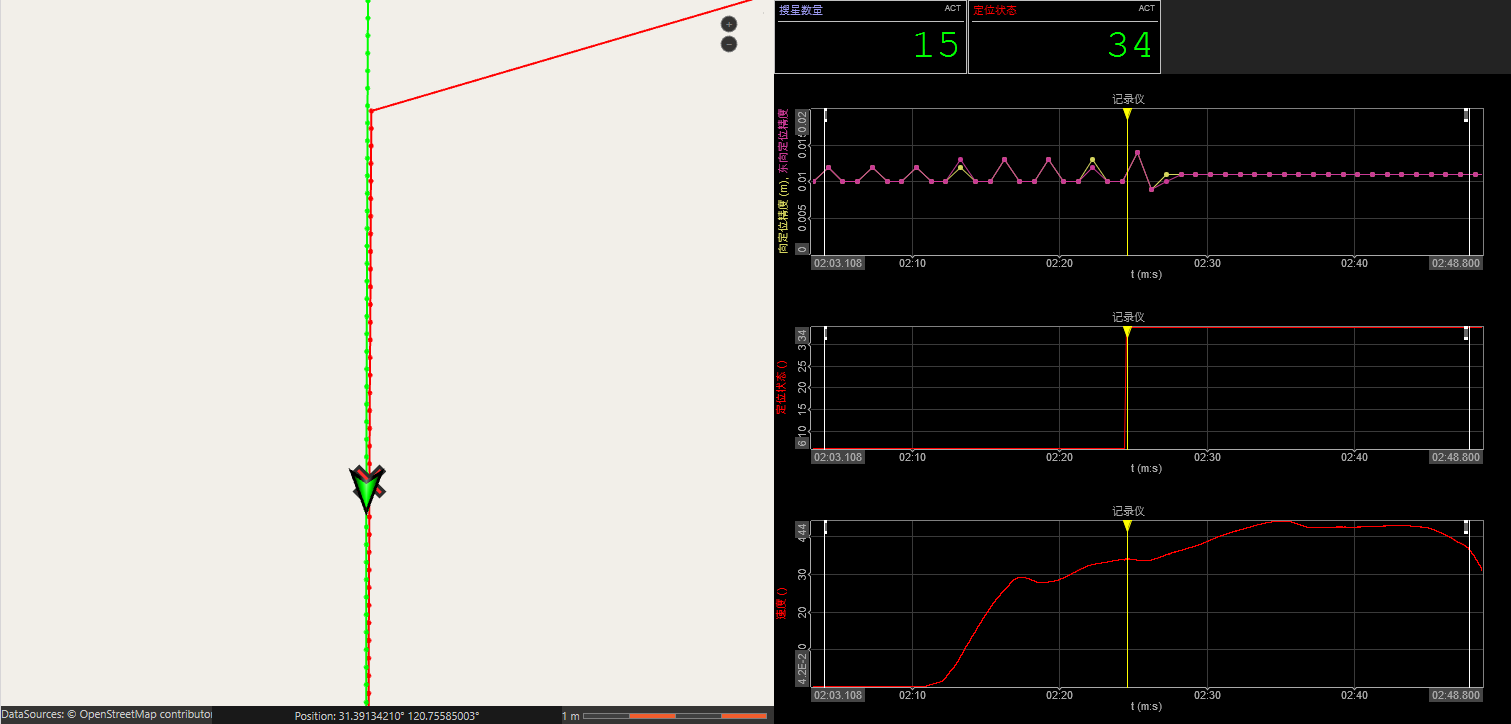 搜星数量 ACT
15
定位状态 ACT
34
+
−
记录仪
向定位精度 (m), 东向定位精度
0.02
0.015
0.01
0.005
0
02:03.108 02:10 02:20 02:30 02:40 02:48.800
t (m:s)
记录仪
定位状态 ()
34
25
20
15
10
6
02:03.108 02:10 02:20 02:30 02:40 02:48.800
t (m:s)
记录仪
速度 ()
44
30
20
4.2E-2
02:03.108 02:10 02:20 02:30 02:40 02:48.800
t (m:s)
DataSources: © OpenStreetMap contributor
Position: 31.39134210° 120.75585003°
1 m